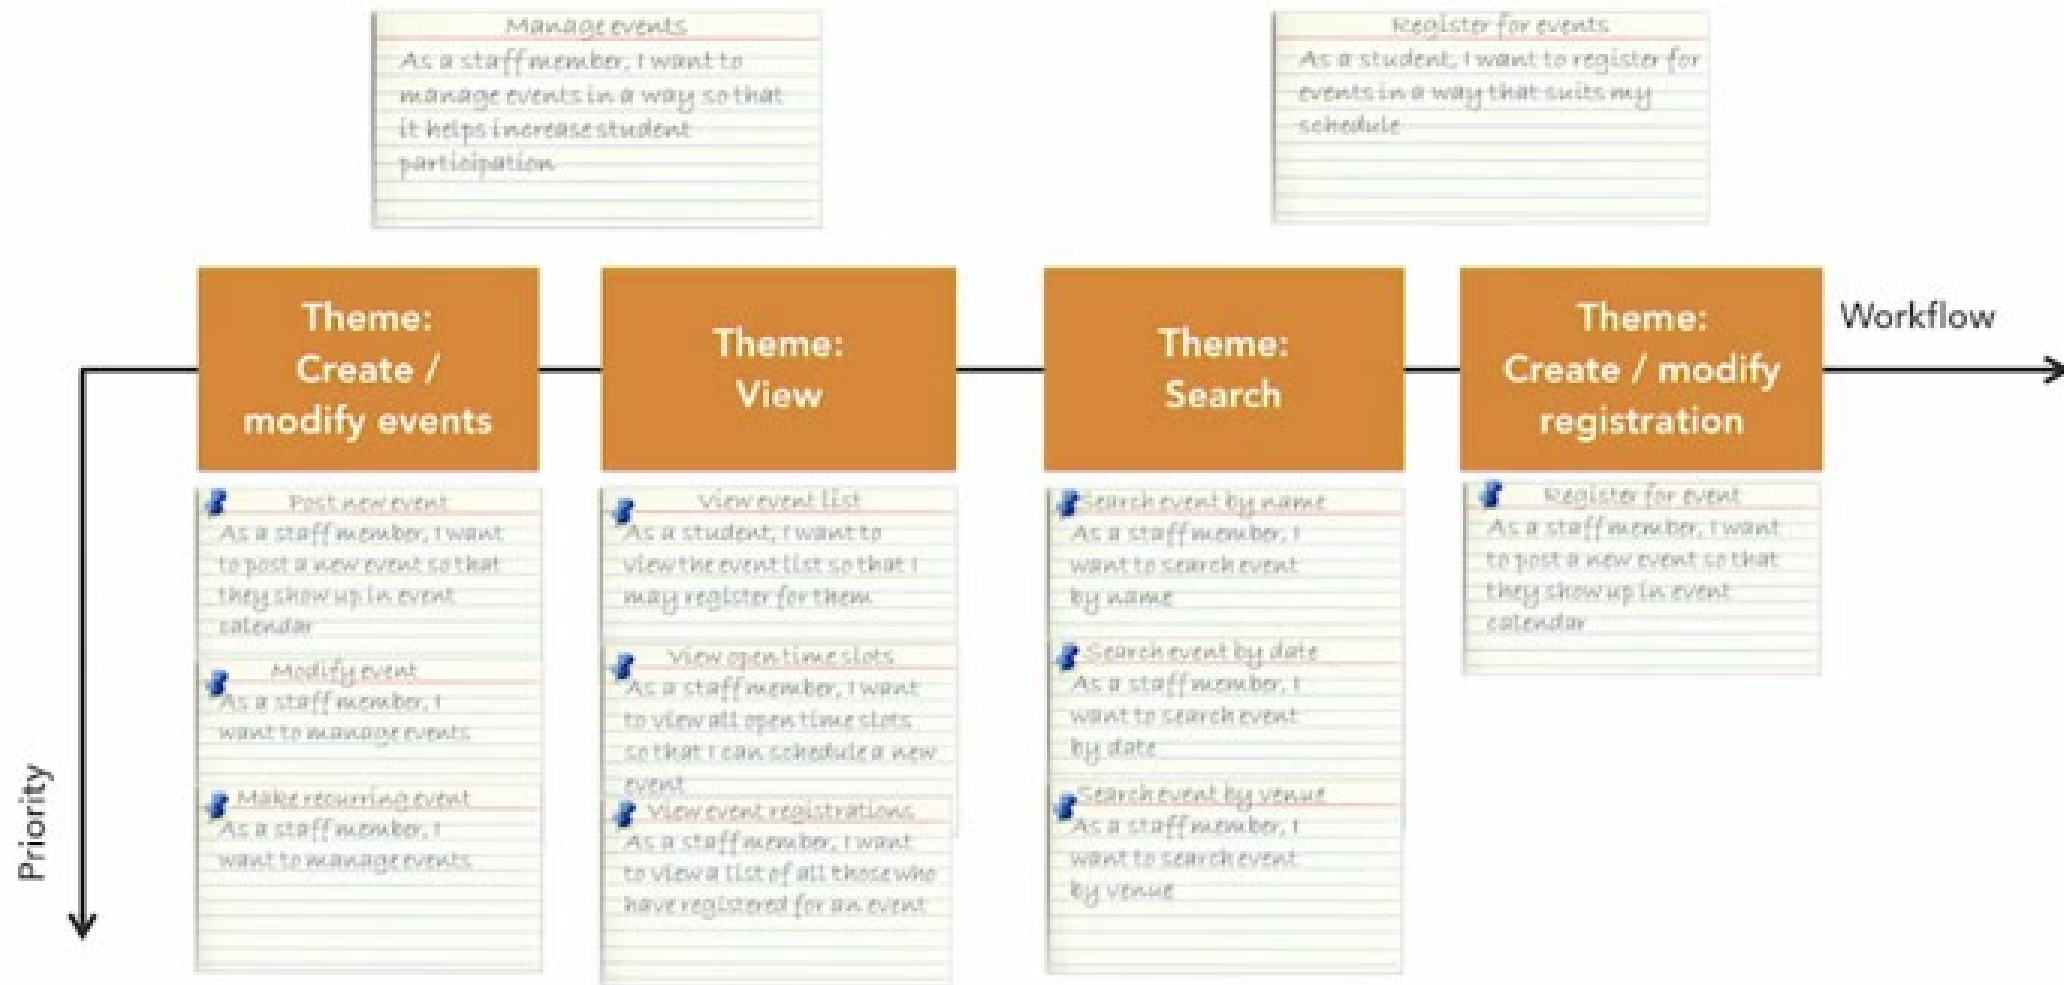 Manage events
As a staff member, I want to
manage events in a way so that
it helps increase student
participation
Register for events
As a student, I want to register for
events in a way that suits my
schedule
Theme:
Create /
modify events
Theme:
View
Theme:
Search
Theme:
Create / modify
registration
Workflow
Priority
Post new event
As a staff member, I want
to post a new event so that
they show up in event
calendar
Modify event
As a staff member, I
want to manage events
Make recurring event
As a staff member, I
want to manage events
View event list
As a student, I want to
view the event list so that I
may register for them
View open time slots
As a staff member, I want
to view all open time slots
so that I can schedule a new
event
View event registrations
As a staff member, I want
to view a list of all those who
have registered for an event
Search event by name
As a staff member, I
want to search event
by name
Search event by date
As a staff member, I
want to search event
by date
Search event by venue
As a staff member, I
want to search event
by venue
Register for event
As a staff member, I want
to post a new event so that
they show up in event
calendar